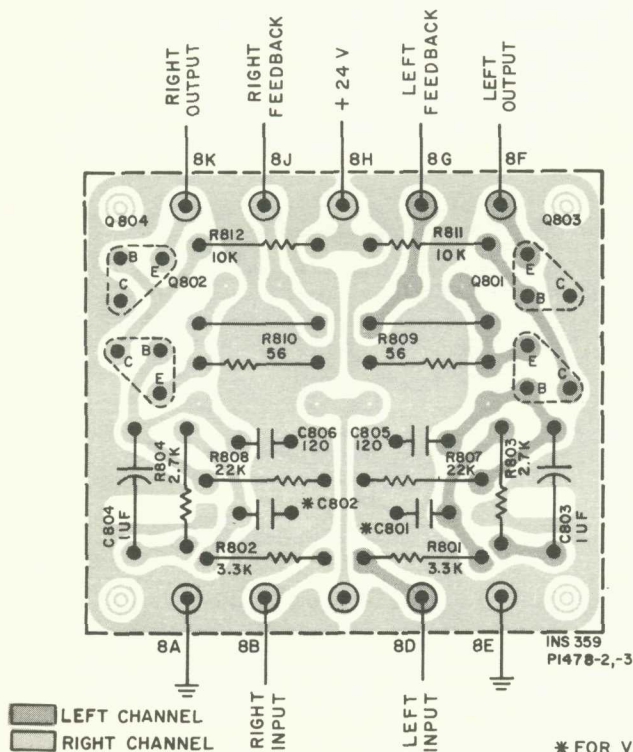 RIGHT OUTPUT
RIGHT FEEDBACK
+ 24 V
LEFT FEEDBACK
LEFT OUTPUT
8K 8J 8H 8G 8F
Q804 Q803
R812 R811
10K 10K
B E C
Q802 Q801
E B C
R810 R809
56 56
C B E
E C B
C806 C805
120 120
R804
2.7K
R808 R807
22K 22K
R803
2.7K
C804
1UF
*C802
*C801
C803
1UF
R802 R801
3.3K 3.3K
8A 8B 8D 8E
INS 359
P1478-2,-3
LEFT CHANNEL
RIGHT CHANNEL
RIGHT INPUT
LEFT INPUT
* FOR V